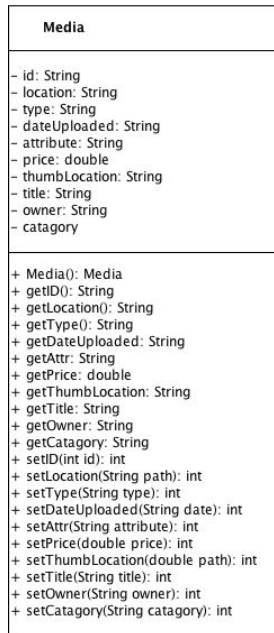 Media
- id: String
- location: String
- type: String
- dateUploaded: String
- attribute: String
- price: double
- thumbLocation: String
- title: String
- owner: String
- catagory
+ Media(): Media
+ getID(): String
+ getLocation(): String
+ getType(): String
+ getDateUploaded: String
+ getAttr: String
+ getPrice: double
+ getThumbLocation: String
+ getTitle: String
+ getOwner: String
+ getCatagory: String
+ setID(int id): int
+ setLocation(String path): int
+ setType(String type): int
+ setDateUploaded(String date): int
+ setAttr(String attribute): int
+ setPrice(double price): int
+ setThumbLocation(double path): int
+ setTitle(String title): int
+ setOwner(String owner): int
+ setCatagory(String catagory): int